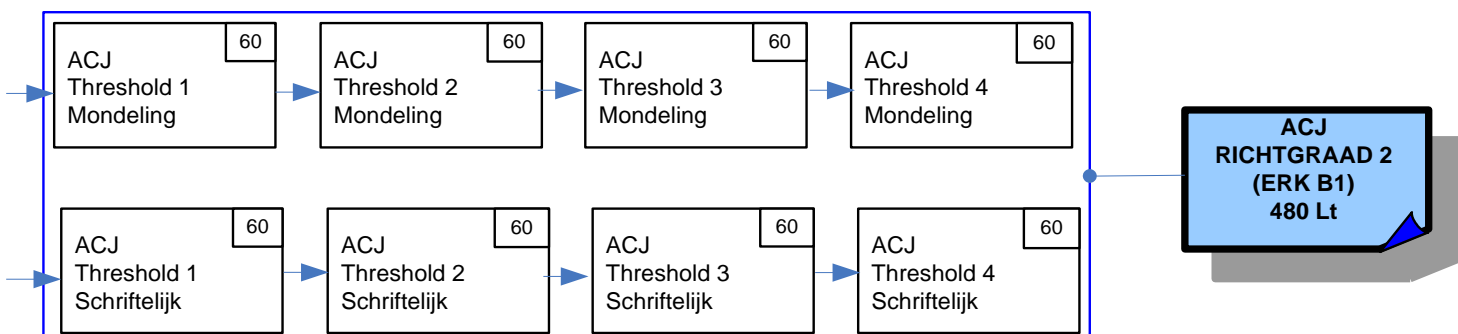 60
ACJ
Threshold 1
Mondeling
60
ACJ
Threshold 2
Mondeling
60
ACJ
Threshold 3
Mondeling
60
ACJ
Threshold 4
Mondeling
ACJ
RICHTGRAAD 2
(ERK B1)
480 Lt
60
ACJ
Threshold 1
Schriftelijk
60
ACJ
Threshold 2
Schriftelijk
60
ACJ
Threshold 3
Schriftelijk
60
ACJ
Threshold 4
Schriftelijk